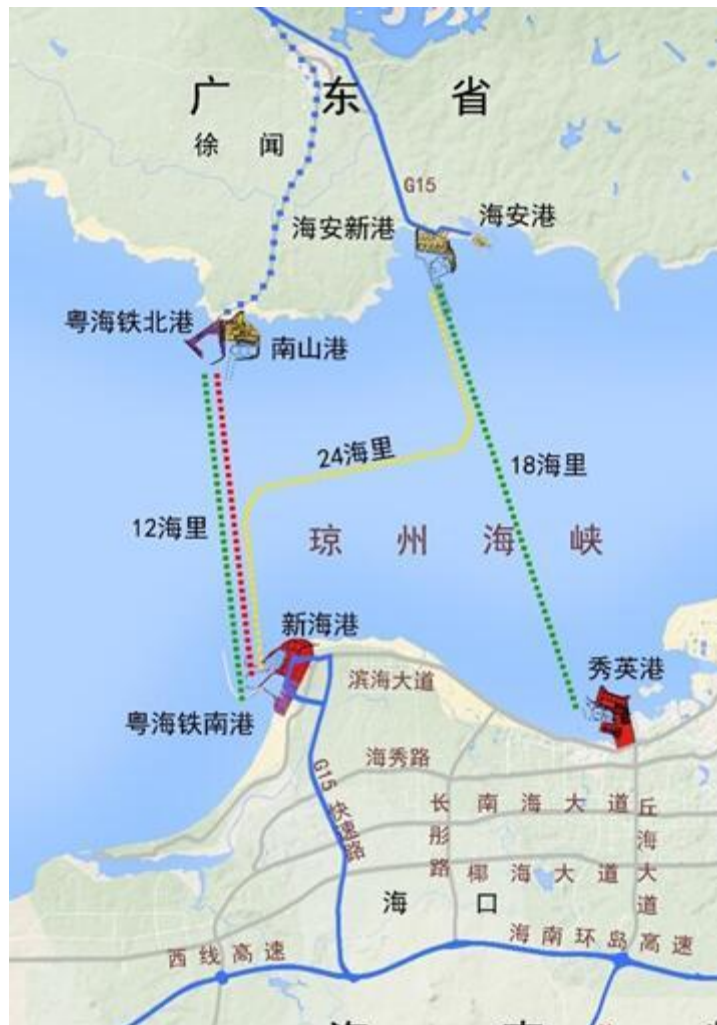 广东省
徐闻
G15
海安新港
海安港
粤海铁北港
南山港
24海里
18海里
12海里
琼州海峡
新海港
秀英港
滨海大道
粤海铁南港
海秀路
G15快速路
长彤路
南海大道
丘海大道
椰海大道
海口
海南环岛高速
西线高速